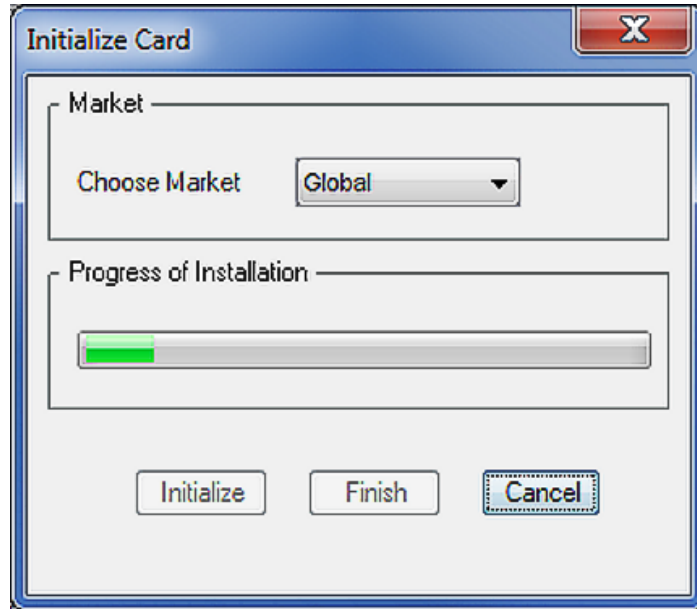 Initialize Card
Market
Choose Market Global
Progress of Installation
Initialize Finish Cancel